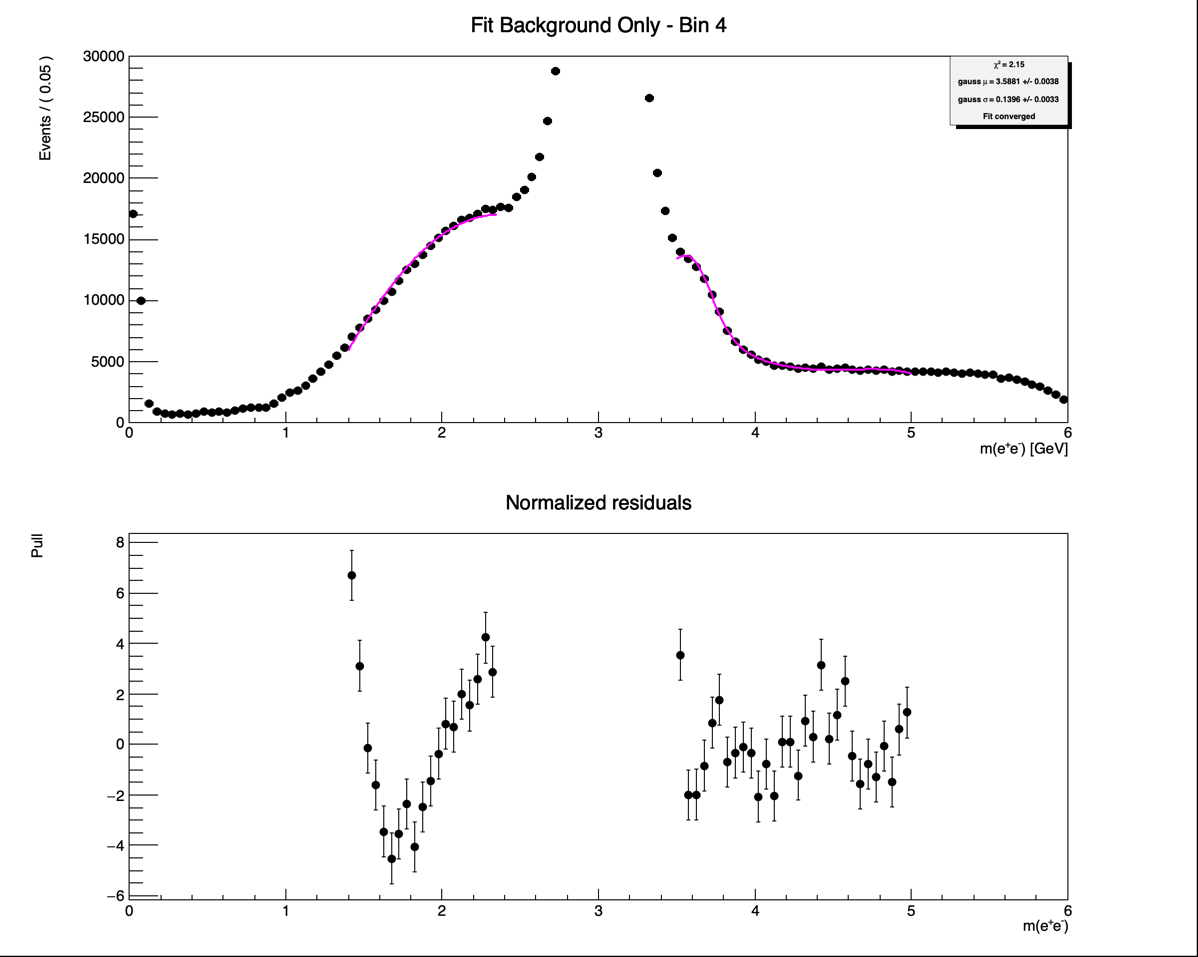 Fit Background Only - Bin 4
Events / ( 0.05 )
30000
25000
20000
15000
10000
5000
0
χ² = 2.15
gauss μ = 3.5881 +/- 0.0038
gauss σ = 0.1396 +/- 0.0033
Fit converged
0 1 2 3 4 5 6
m(e⁺e⁻) [GeV]
Normalized residuals
Pull
8
6
4
2
0
−2
−4
−6
0 1 2 3 4 5 6
m(e⁺e⁻)